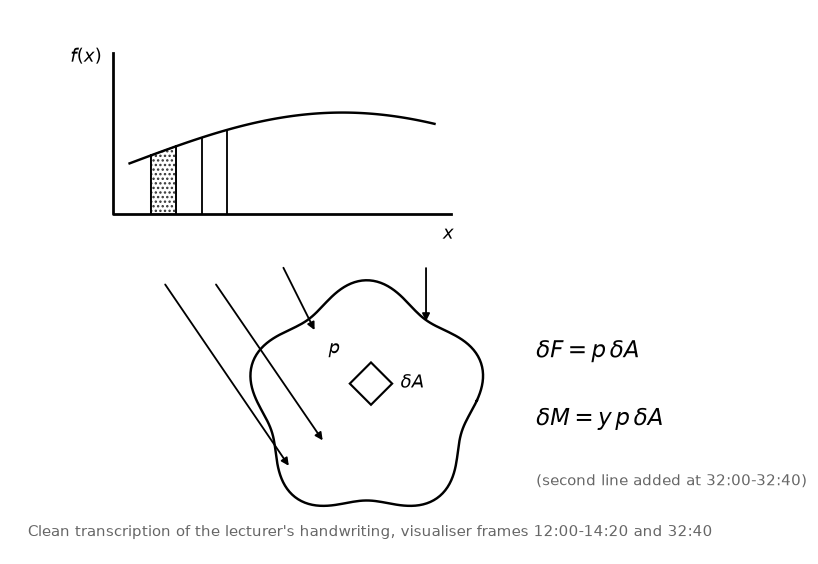 f(x)
x
p
δA
δF = p δA
δM = y p δA
(second line added at 32:00-32:40)
Clean transcription of the lecturer's handwriting, visualiser frames 12:00-14:20 and 32:40